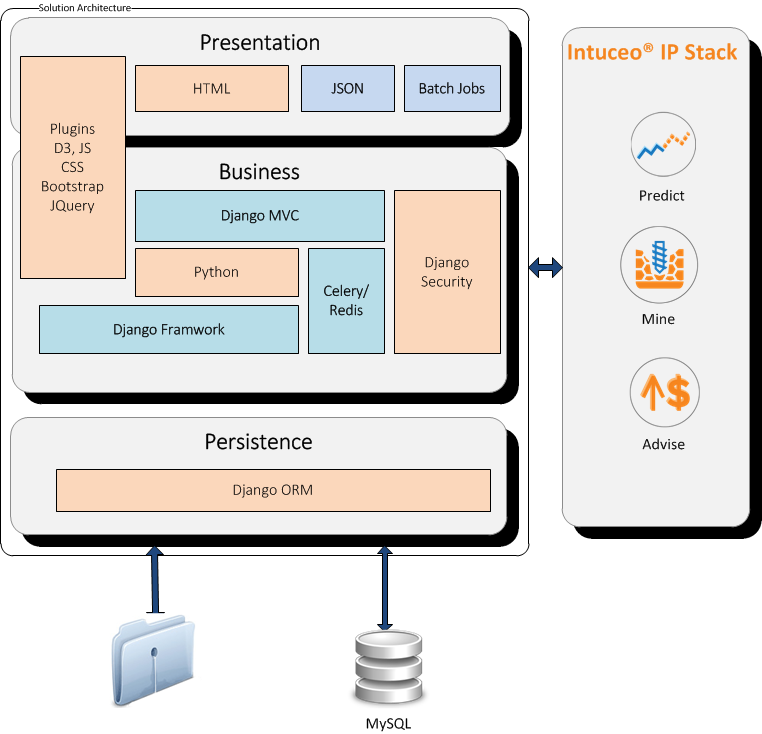 Solution Architecture
Presentation
HTML
JSON
Batch Jobs
Plugins
D3, JS
CSS
Bootstrap
JQuery
Business
Django MVC
Python
Celery/
Redis
Django
Security
Django Framwork
Persistence
Django ORM
MySQL
Intuceo® IP Stack
Predict
Mine
$
Advise